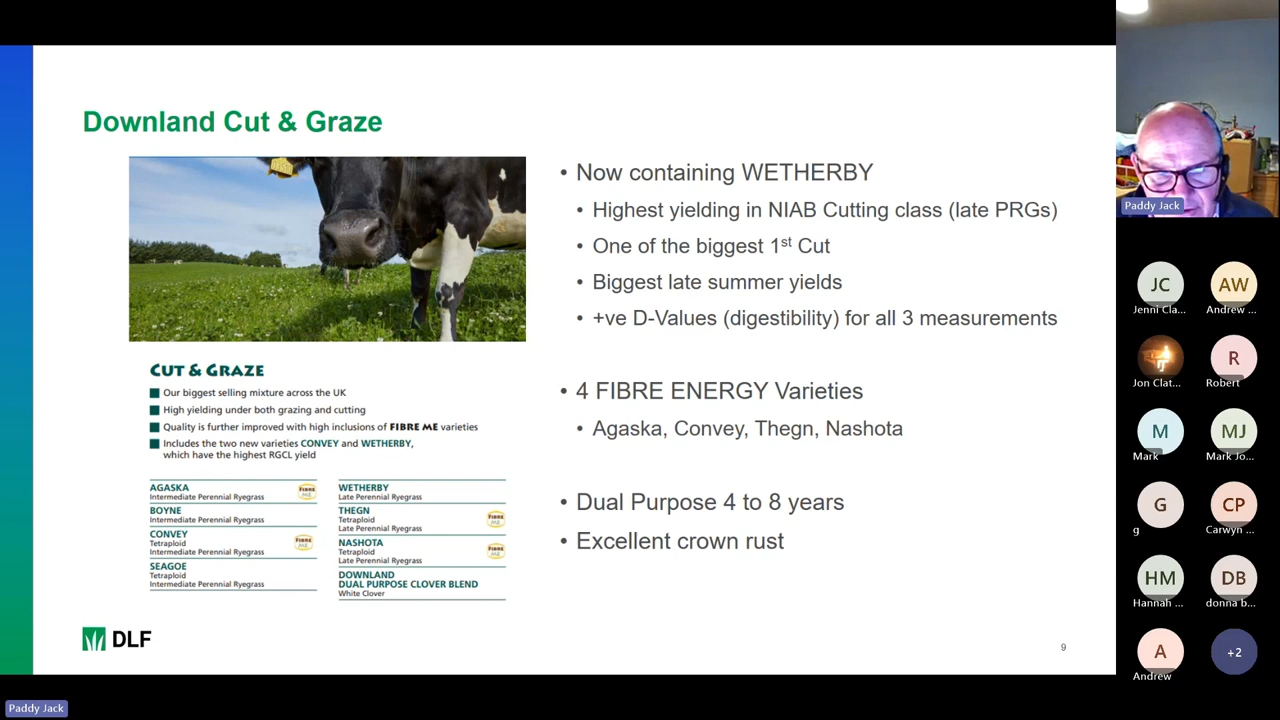 Downland Cut & Graze
CUT & GRAZE
Our biggest selling mixture across the UK
High yielding under both grazing and cutting
Quality is further improved with high inclusions of FIBRE ME varieties
Includes the two new varieties CONVEY and WETHERBY,
which have the highest RGCL yield
AGASKA
Intermediate Perennial Ryegrass
FIBRE ME
BOYNE
Intermediate Perennial Ryegrass
CONVEY
Tetraploid
Intermediate Perennial Ryegrass
FIBRE ME
SEAGOE
Tetraploid
Intermediate Perennial Ryegrass
WETHERBY
Late Perennial Ryegrass
THEGN
Tetraploid
Late Perennial Ryegrass
FIBRE ME
NASHOTA
Tetraploid
Late Perennial Ryegrass
FIBRE ME
DOWNLAND
DUAL PURPOSE CLOVER BLEND
White Clover
• Now containing WETHERBY
• Highest yielding in NIAB Cutting class (late PRGs)
• One of the biggest 1st Cut
• Biggest late summer yields
• +ve D-Values (digestibility) for all 3 measurements
• 4 FIBRE ENERGY Varieties
• Agaska, Convey, Thegn, Nashota
• Dual Purpose 4 to 8 years
• Excellent crown rust
DLF
9
Paddy Jack
JC
Jenni Cla...
AW
Andrew ...
Jon Clat...
R
Robert
M
Mark
MJ
Mark Jo...
G
g
CP
Carwyn ...
HM
Hannah ...
DB
donna b...
A
Andrew
+2
Paddy Jack